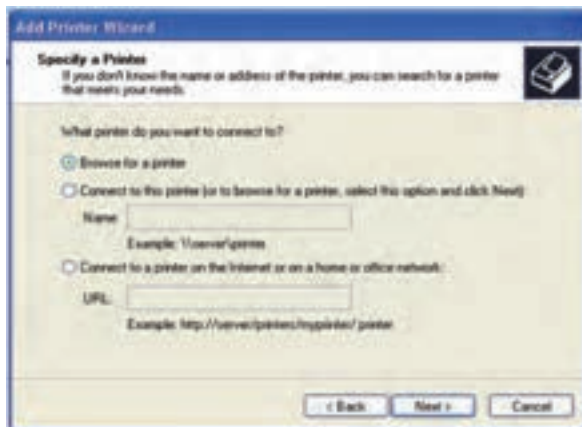 Add Printer Wizard
Specify a Printer
If you don't know the name or address of the printer, you can search for a printer
that meets your needs.
What printer do you want to connect to?
Browse for a printer
Connect to this printer (or to browse for a printer, select this option and click Next):
Name:
Example: \\server\printer
Connect to a printer on the Internet or on a home or office network:
URL:
Example: http://server/printers/myprinter/.printer
< Back
Next >
Cancel